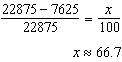 (22875 − 7625)/22875 = x/100
x ≈ 66.7